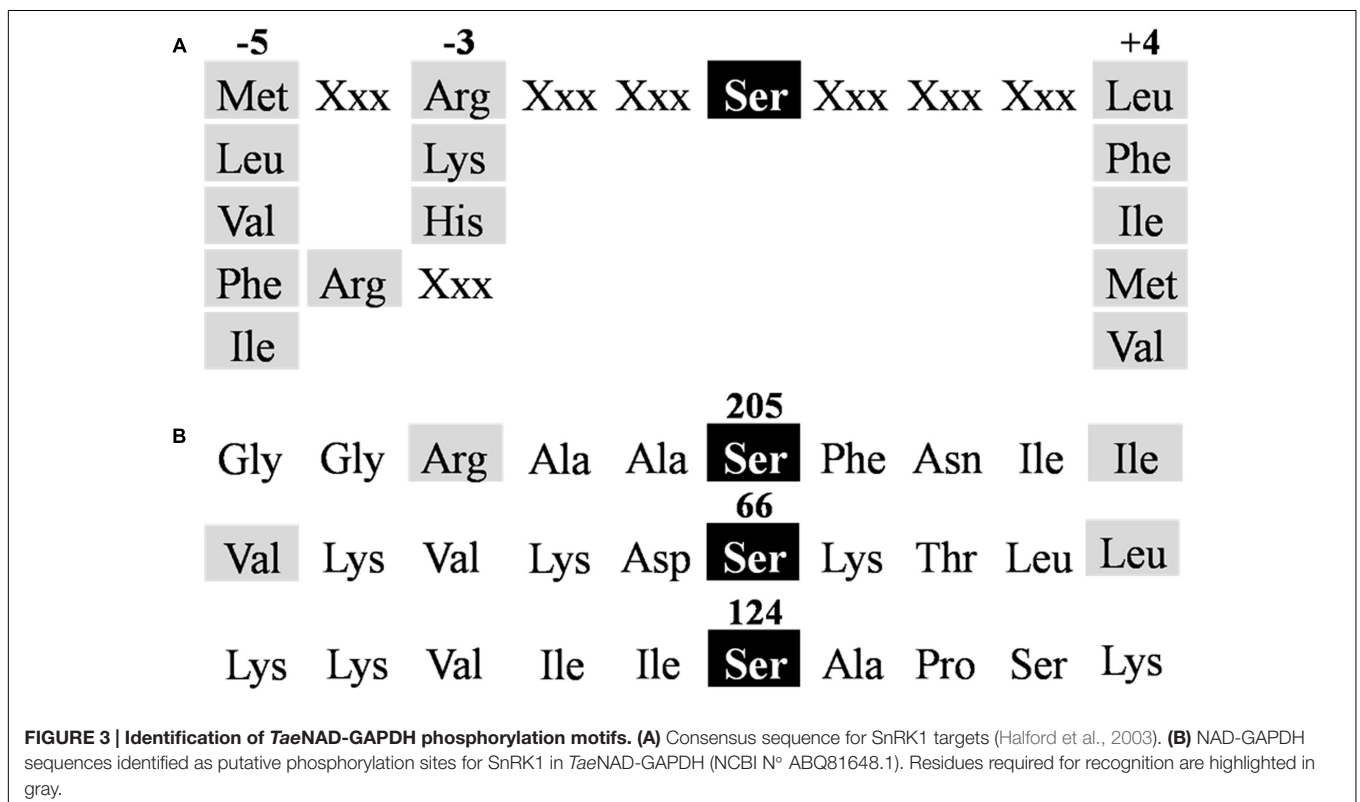 A -5 -3 +4
Met Xxx Arg Xxx Xxx Ser Xxx Xxx Xxx Leu
Leu Lys Phe
Val His Ile
Phe Arg Xxx Met
Ile Val
205
B Gly Gly Arg Ala Ala Ser Phe Asn Ile Ile
66
Val Lys Val Lys Asp Ser Lys Thr Leu Leu
124
Lys Lys Val Ile Ile Ser Ala Pro Ser Lys
FIGURE 3 | Identification of TaeNAD-GAPDH phosphorylation motifs. (A) Consensus sequence for SnRK1 targets (Halford et al., 2003). (B) NAD-GAPDH
sequences identified as putative phosphorylation sites for SnRK1 in TaeNAD-GAPDH (NCBI N° ABQ81648.1). Residues required for recognition are highlighted in
gray.